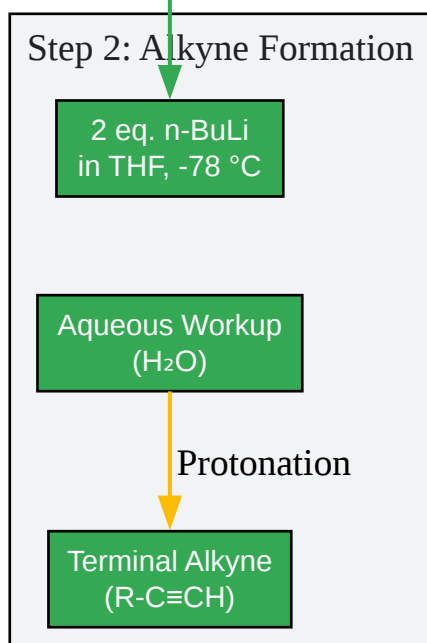 Step 2: Alkyne Formation
2 eq. n-BuLi
in THF, -78 °C
Aqueous Workup
(H₂O)
Protonation
Terminal Alkyne
(R-C≡CH)